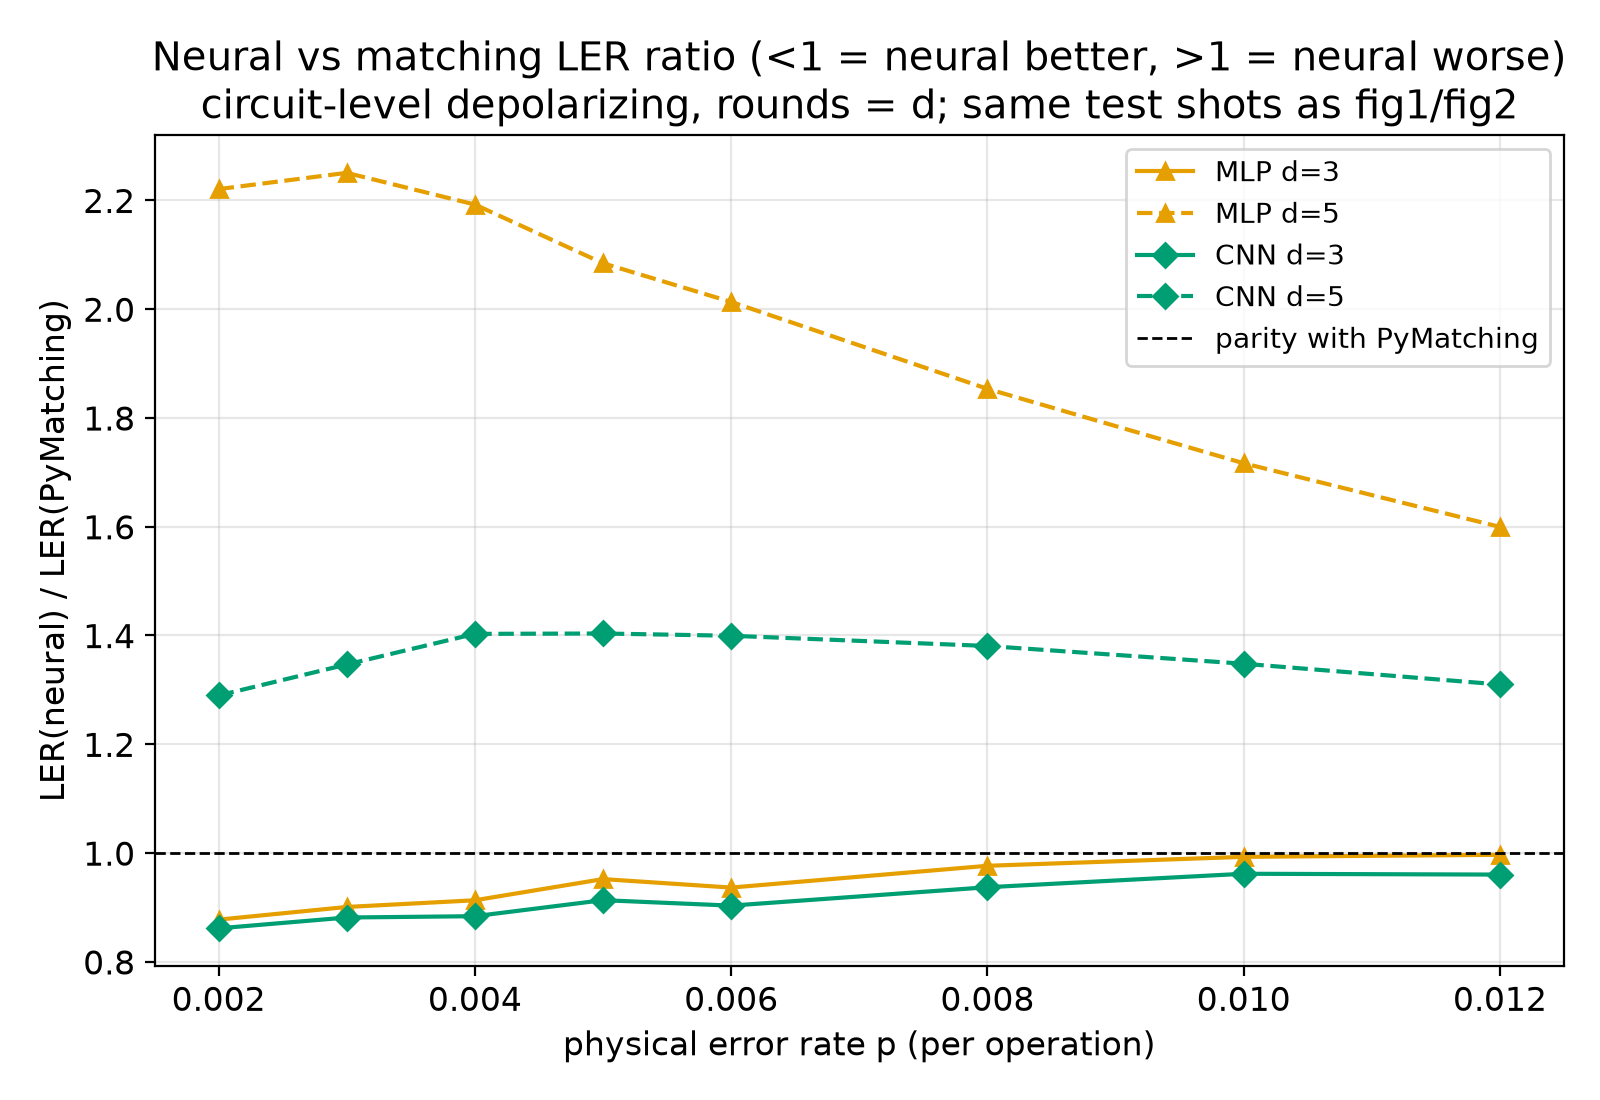 Neural vs matching LER ratio (<1 = neural better, >1 = neural worse)
circuit-level depolarizing, rounds = d; same test shots as fig1/fig2
MLP d=3
MLP d=5
CNN d=3
CNN d=5
parity with PyMatching
LER(neural) / LER(PyMatching)
2.2
2.0
1.8
1.6
1.4
1.2
1.0
0.8
0.002 0.004 0.006 0.008 0.010 0.012
physical error rate p (per operation)